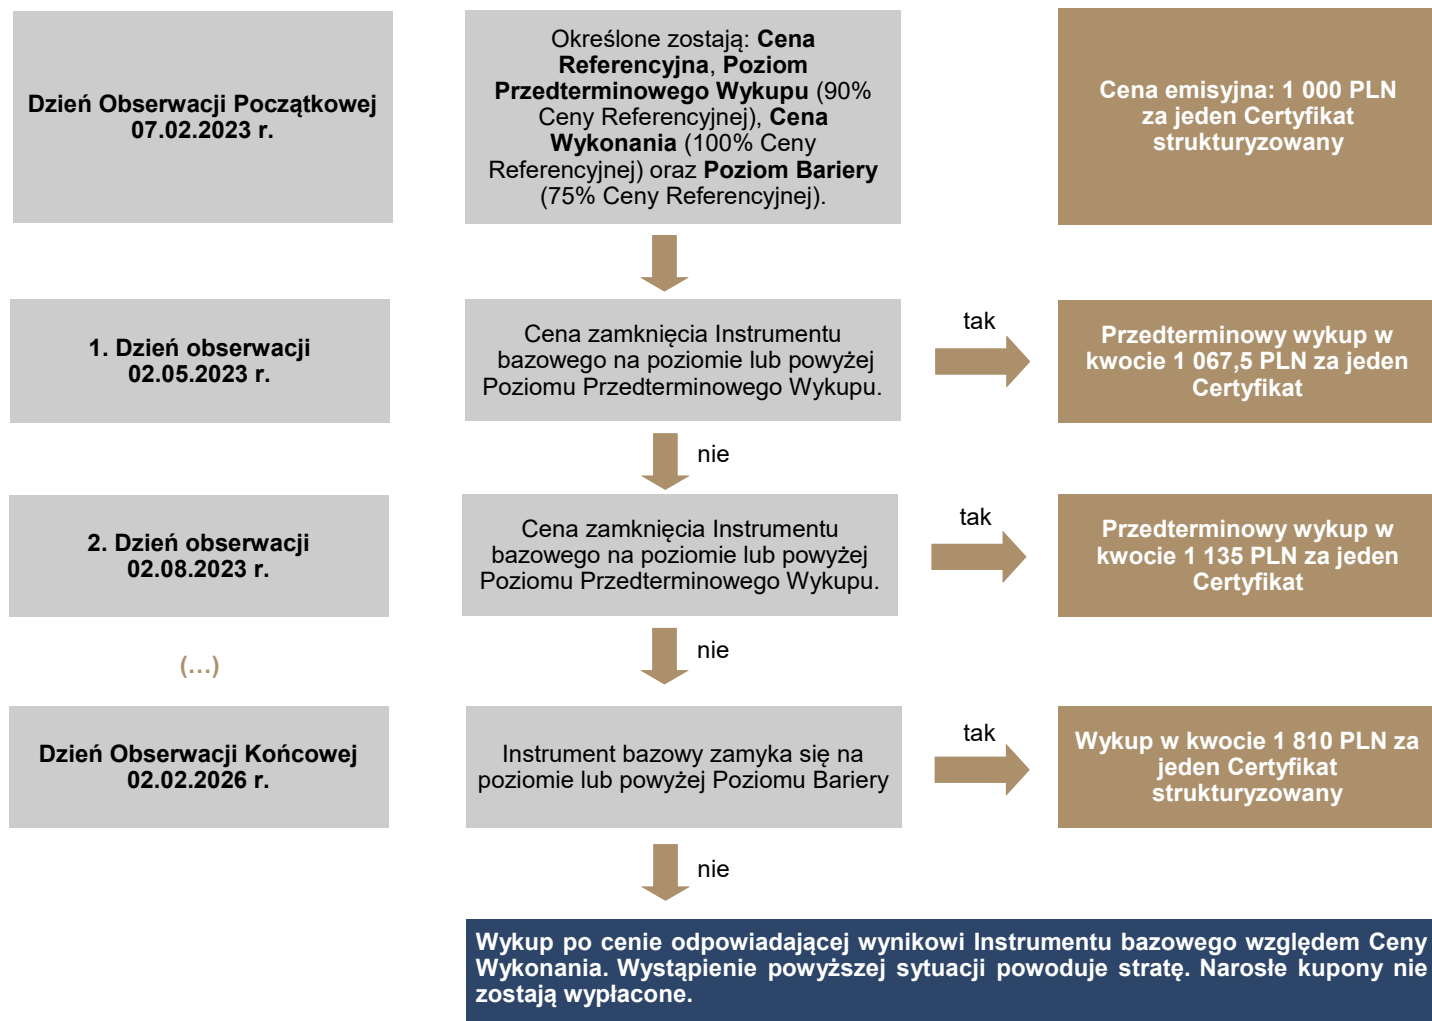 Dzień Obserwacji Początkowej
07.02.2023 r.
Określone zostają: Cena
Referencyjna, Poziom
Przedterminowego Wykupu (90%
Ceny Referencyjnej), Cena
Wykonania (100% Ceny
Referencyjnej) oraz Poziom Bariery
(75% Ceny Referencyjnej).
Cena emisyjna: 1 000 PLN
za jeden Certyfikat
strukturyzowany
1. Dzień obserwacji
02.05.2023 r.
Cena zamknięcia Instrumentu
bazowego na poziomie lub powyżej
Poziomu Przedterminowego Wykupu.
tak
Przedterminowy wykup w
kwocie 1 067,5 PLN za jeden
Certyfikat
nie
2. Dzień obserwacji
02.08.2023 r.
Cena zamknięcia Instrumentu
bazowego na poziomie lub powyżej
Poziomu Przedterminowego Wykupu.
tak
Przedterminowy wykup w
kwocie 1 135 PLN za jeden
Certyfikat
nie
(…)
Dzień Obserwacji Końcowej
02.02.2026 r.
Instrument bazowy zamyka się na
poziomie lub powyżej Poziomu Bariery
tak
Wykup w kwocie 1 810 PLN za
jeden Certyfikat
strukturyzowany
nie
Wykup po cenie odpowiadającej wynikowi Instrumentu bazowego względem Ceny
Wykonania. Wystąpienie powyższej sytuacji powoduje stratę. Narosłe kupony nie
zostają wypłacone.